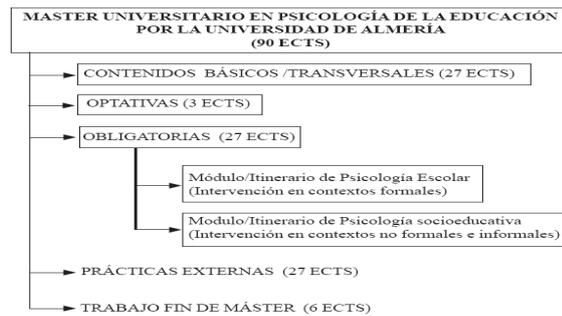 MASTER UNIVERSITARIO EN PSICOLOGÍA DE LA EDUCACIÓN
POR LA UNIVERSIDAD DE ALMERÍA
(90 ECTS)
CONTENIDOS BÁSICOS /TRANSVERSALES (27 ECTS)
OPTATIVAS (3 ECTS)
OBLIGATORIAS (27 ECTS)
Módulo/Itinerario de Psicología Escolar
(Intervención en contextos formales)
Modulo/Itinerario de Psicología socioeducativa
(Intervención en contextos no formales e informales)
PRÁCTICAS EXTERNAS (27 ECTS)
TRABAJO FIN DE MÁSTER (6 ECTS)